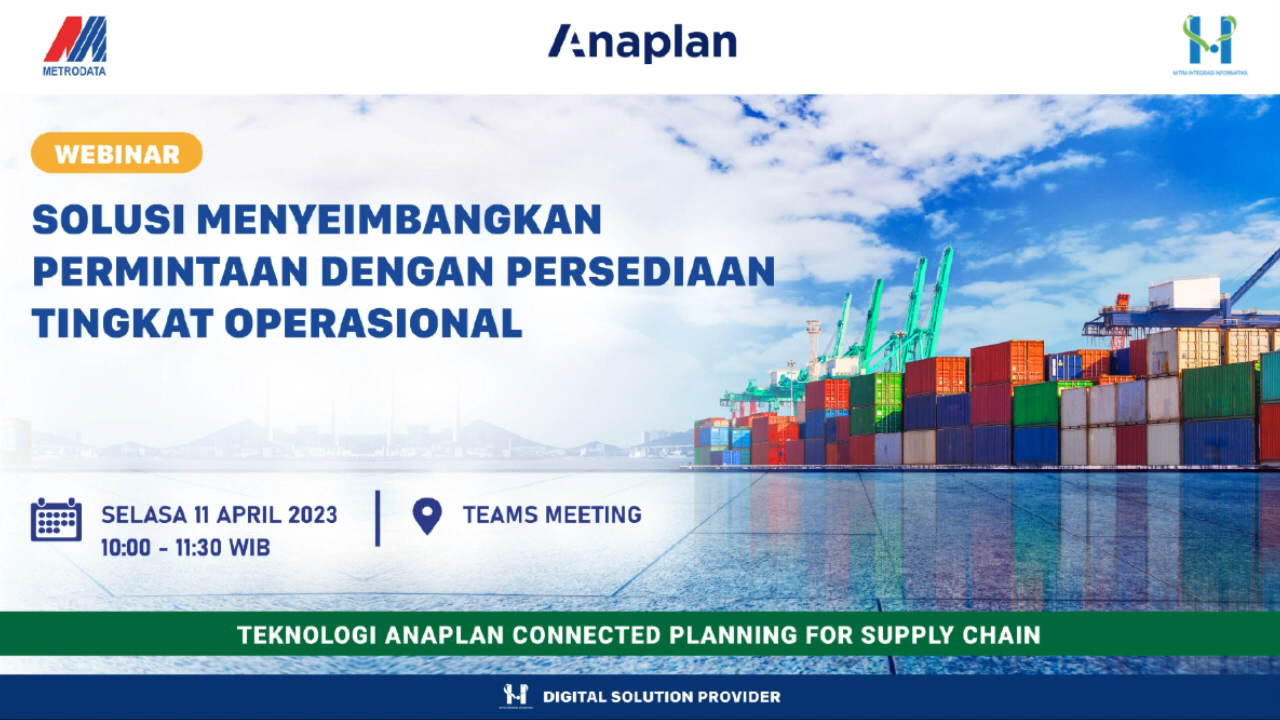 METRODATA
Anaplan
MITRA INTEGRASI INFORMATIKA
WEBINAR
SOLUSI MENYEIMBANGKAN
PERMINTAAN DENGAN PERSEDIAAN
TINGKAT OPERASIONAL
SELASA 11 APRIL 2023
10:00 - 11:30 WIB
TEAMS MEETING
TEKNOLOGI ANAPLAN CONNECTED PLANNING FOR SUPPLY CHAIN
DIGITAL SOLUTION PROVIDER